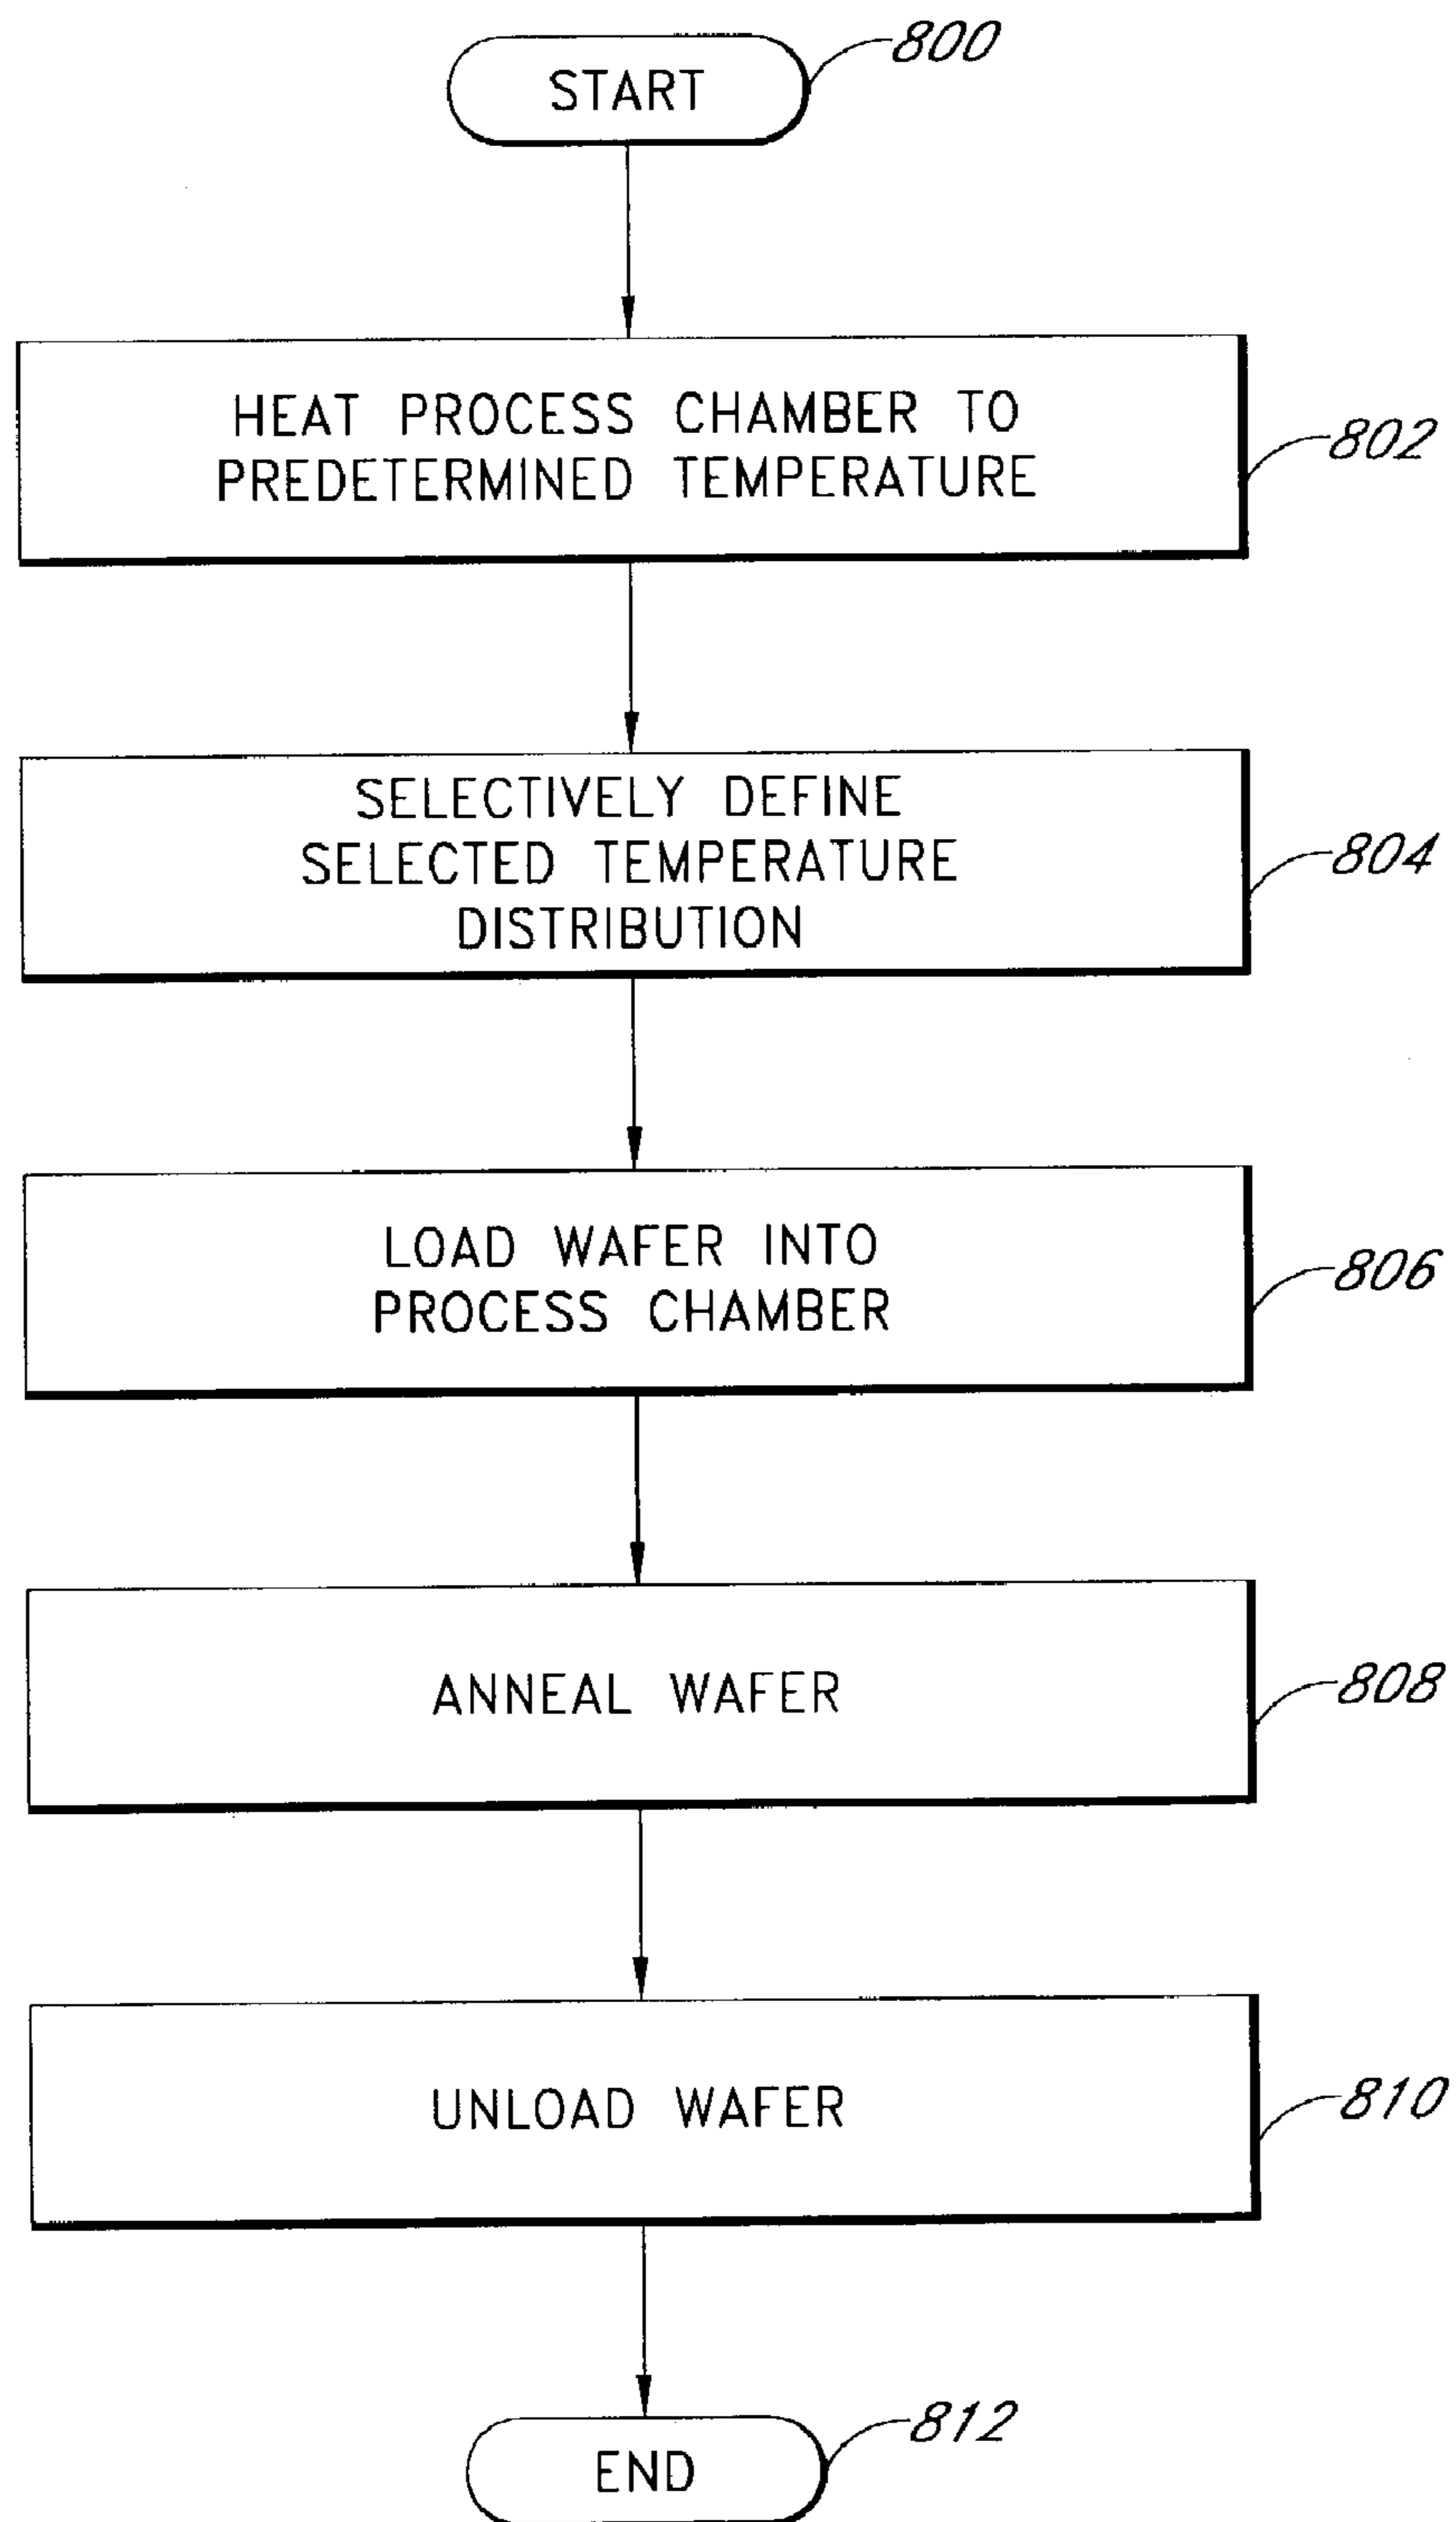 START
800
HEAT PROCESS CHAMBER TO
PREDETERMINED TEMPERATURE
802
SELECTIVELY DEFINE
SELECTED TEMPERATURE
DISTRIBUTION
804
LOAD WAFER INTO
PROCESS CHAMBER
806
ANNEAL WAFER
808
UNLOAD WAFER
810
END
812